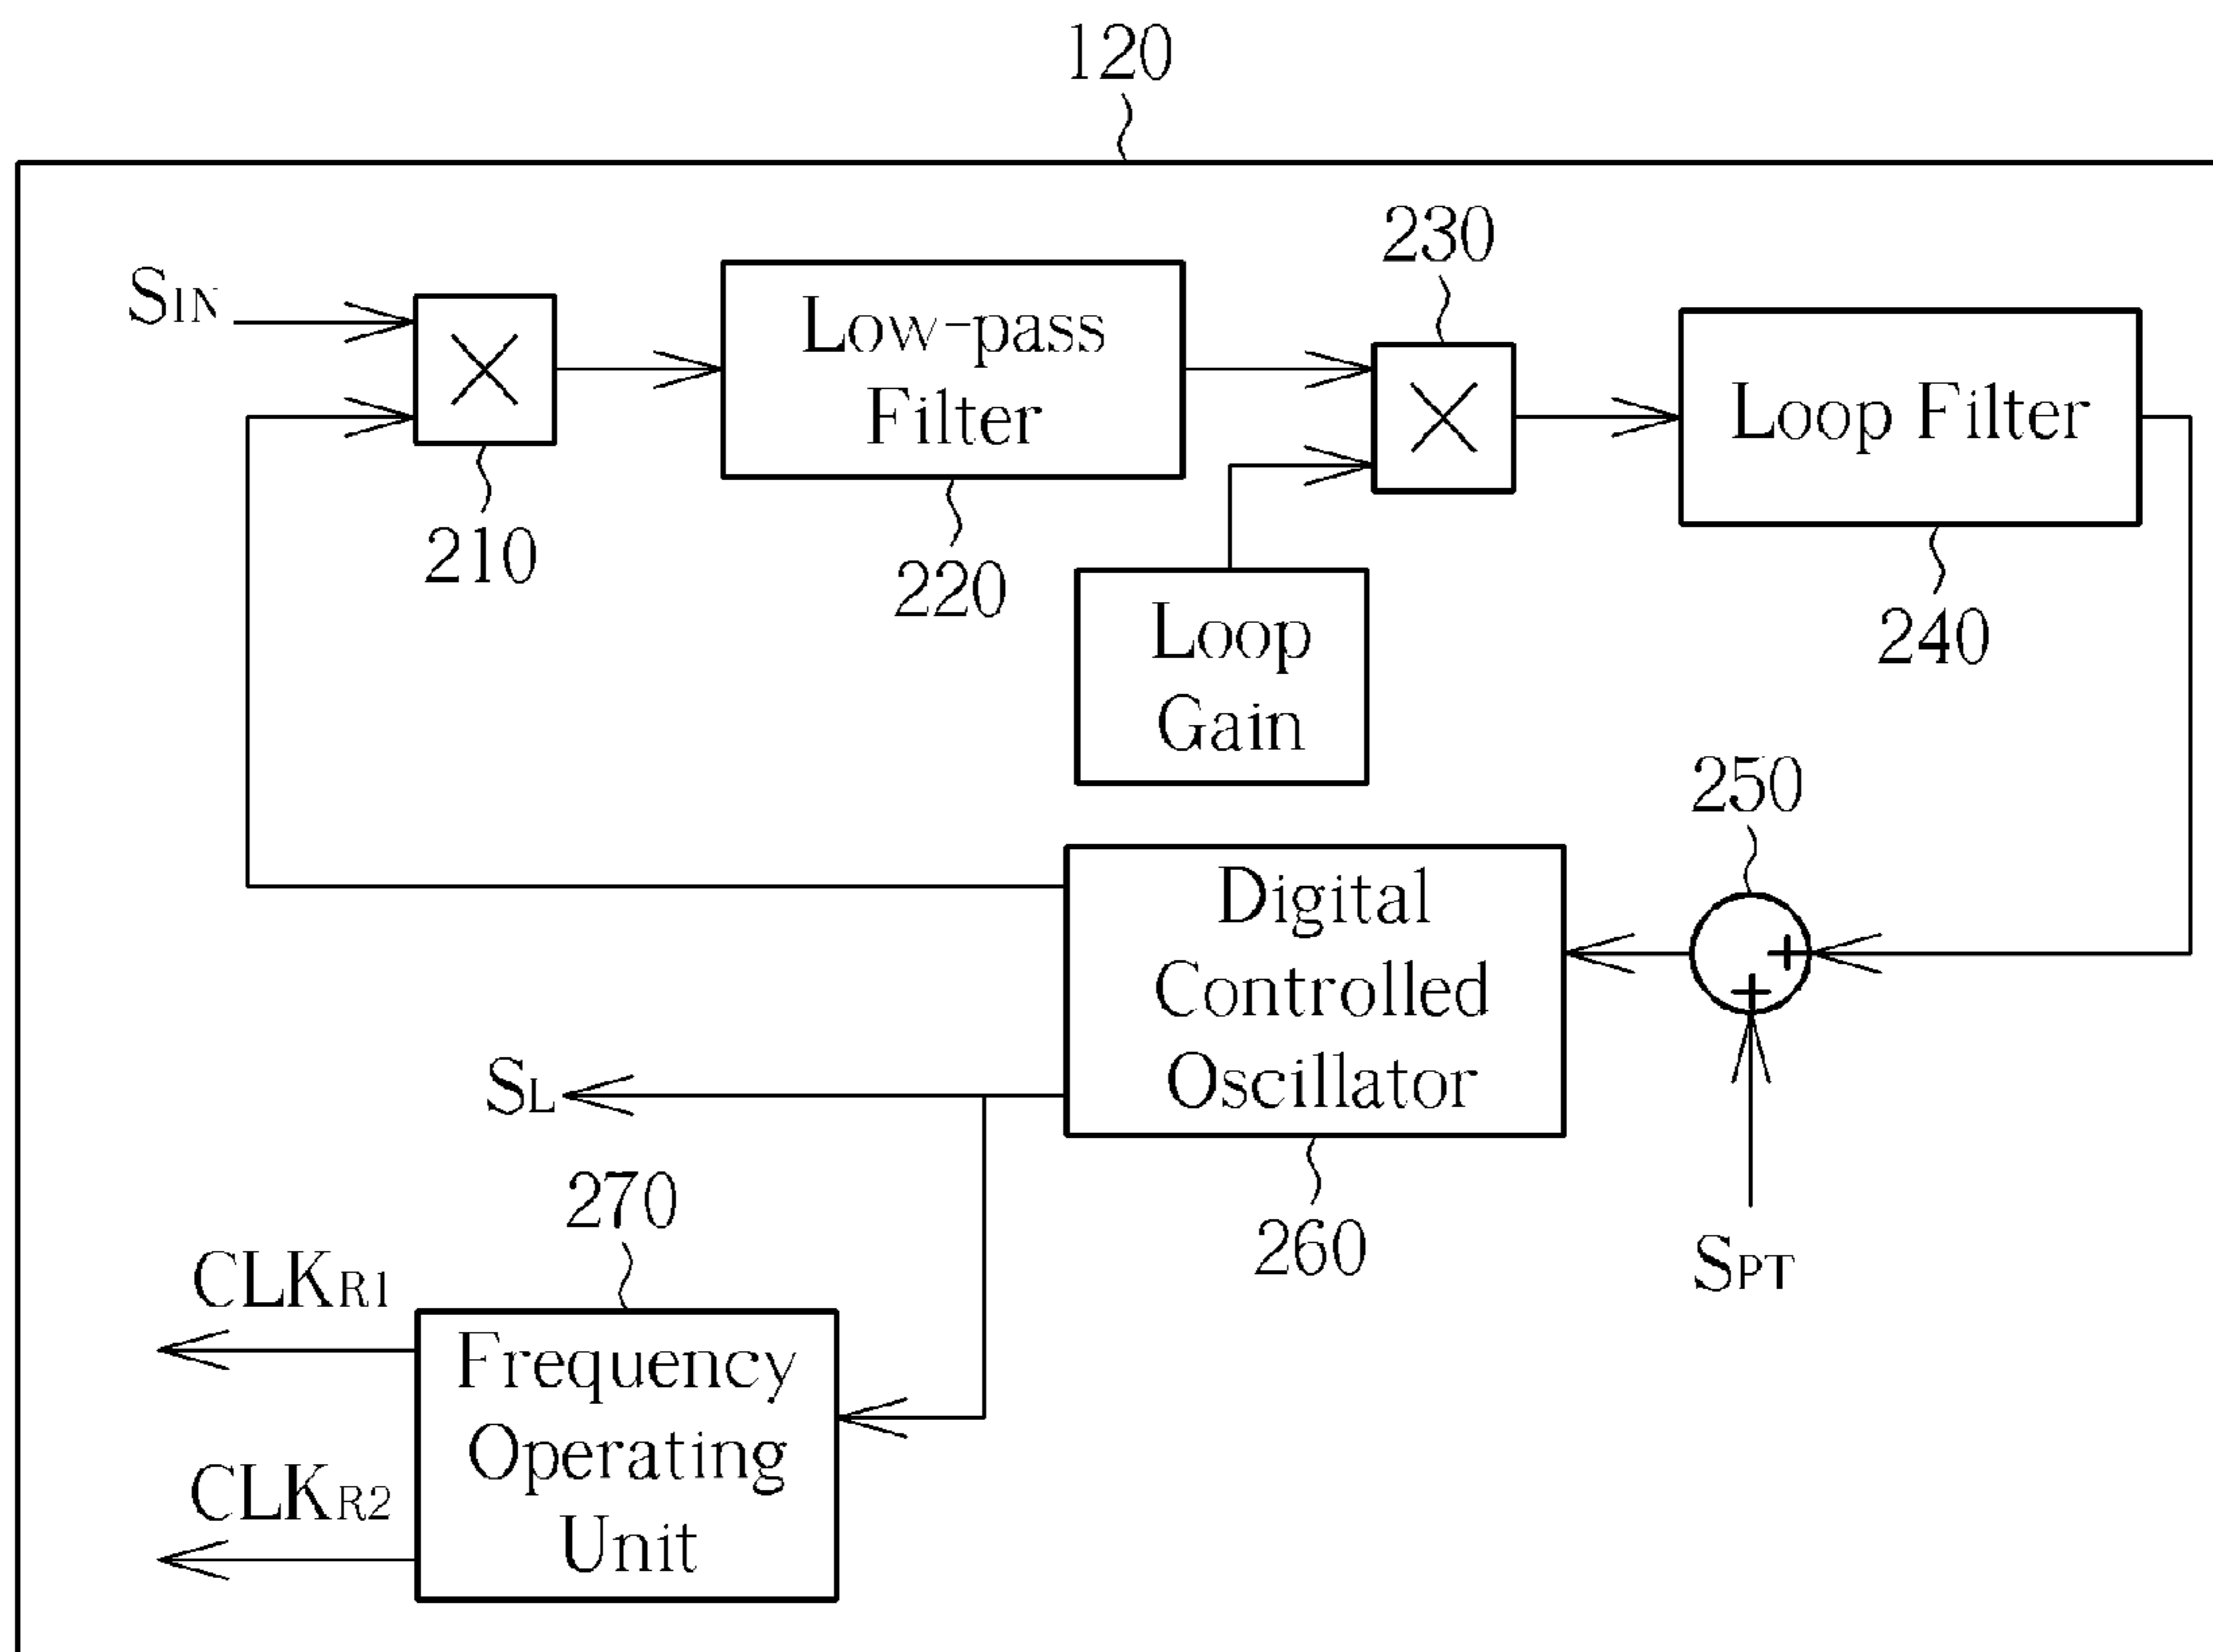 120
230
SIN
Low-pass
Filter
Loop Filter
210
220
240
Loop
Gain
250
Digital
Controlled
Oscillator
SL
270
260
SPT
CLKR1
Frequency
Operating
Unit
CLKR2